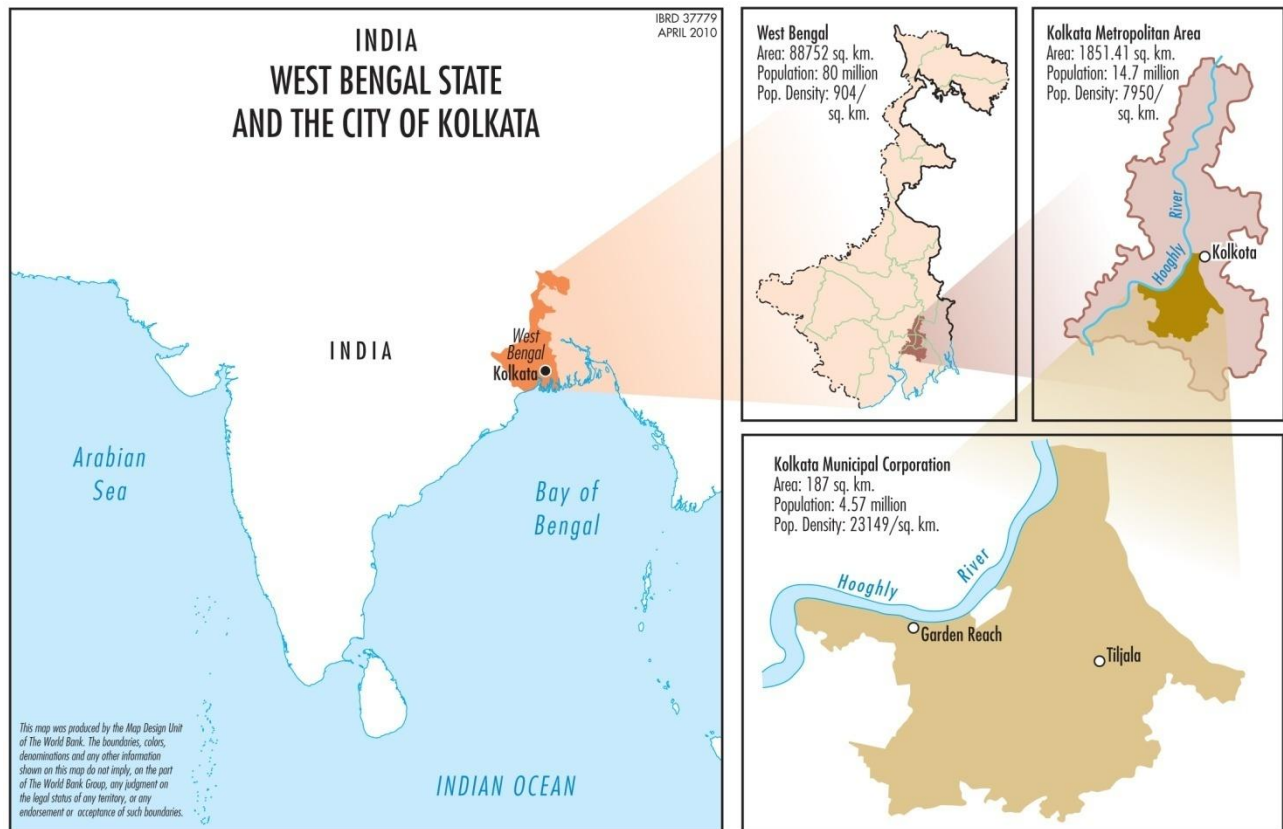 IBRD 37779
APRIL 2010
INDIA
WEST BENGAL STATE
AND THE CITY OF KOLKATA
INDIA
West
Bengal
Kolkata
Arabian
Sea
Bay of
Bengal
INDIAN OCEAN
This map was produced by the Map Design Unit
of The World Bank. The boundaries, colors,
denominations and any other information
shown on this map do not imply, on the part
of The World Bank Group, any judgment on
the legal status of any territory, or any
endorsement or acceptance of such boundaries.
West Bengal
Area: 88752 sq. km.
Population: 80 million
Pop. Density: 904/
sq. km.
Kolkata Metropolitan Area
Area: 1851.41 sq. km.
Population: 14.7 million
Pop. Density: 7950/
sq. km.
Hooghly River
Kolkota
Kolkata Municipal Corporation
Area: 187 sq. km.
Population: 4.57 million
Pop. Density: 23149/sq. km.
Hooghly River
Garden Reach
Tiljala